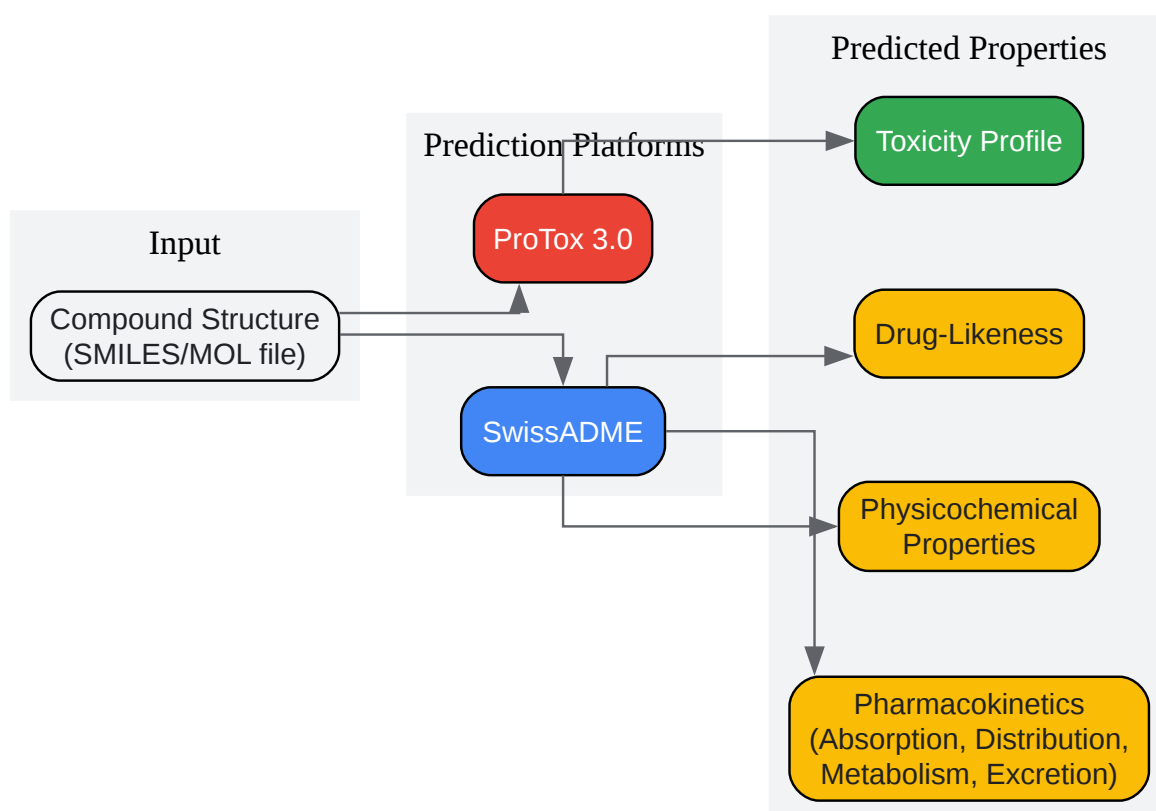 Input
Compound Structure
(SMILES/MOL file)
Prediction Platforms
ProTox 3.0
SwissADME
Predicted Properties
Toxicity Profile
Drug-Likeness
Physicochemical
Properties
Pharmacokinetics
(Absorption, Distribution,
Metabolism, Excretion)